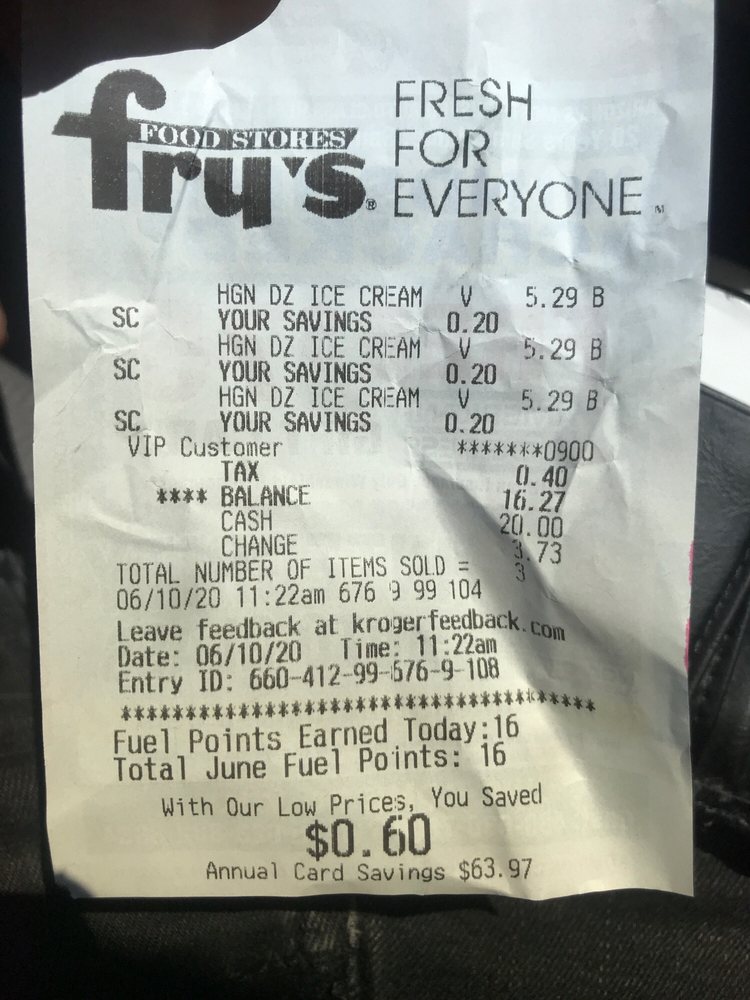 fry's
FOOD STORES
®
FRESH
FOR
EVERYONE
HGN DZ ICE CREAM V 5.29 B
SC YOUR SAVINGS 0.20
HGN DZ ICE CREAM V 5.29 B
SC YOUR SAVINGS 0.20
HGN DZ ICE CREAM V 5.29 B
SC YOUR SAVINGS 0.20
VIP Customer *******0900
TAX 0.40
**** BALANCE 16.27
CASH 20.00
CHANGE 3.73
TOTAL NUMBER OF ITEMS SOLD = 3
06/10/20 11:22am 676 9 99 104
Leave feedback at krogerfeedback.com
Date: 06/10/20 Time: 11:22am
Entry ID: 660-412-99-676-9-108
*************************************
Fuel Points Earned Today:16
Total June Fuel Points: 16
With Our Low Prices, You Saved
$0.60
Annual Card Savings $63.97